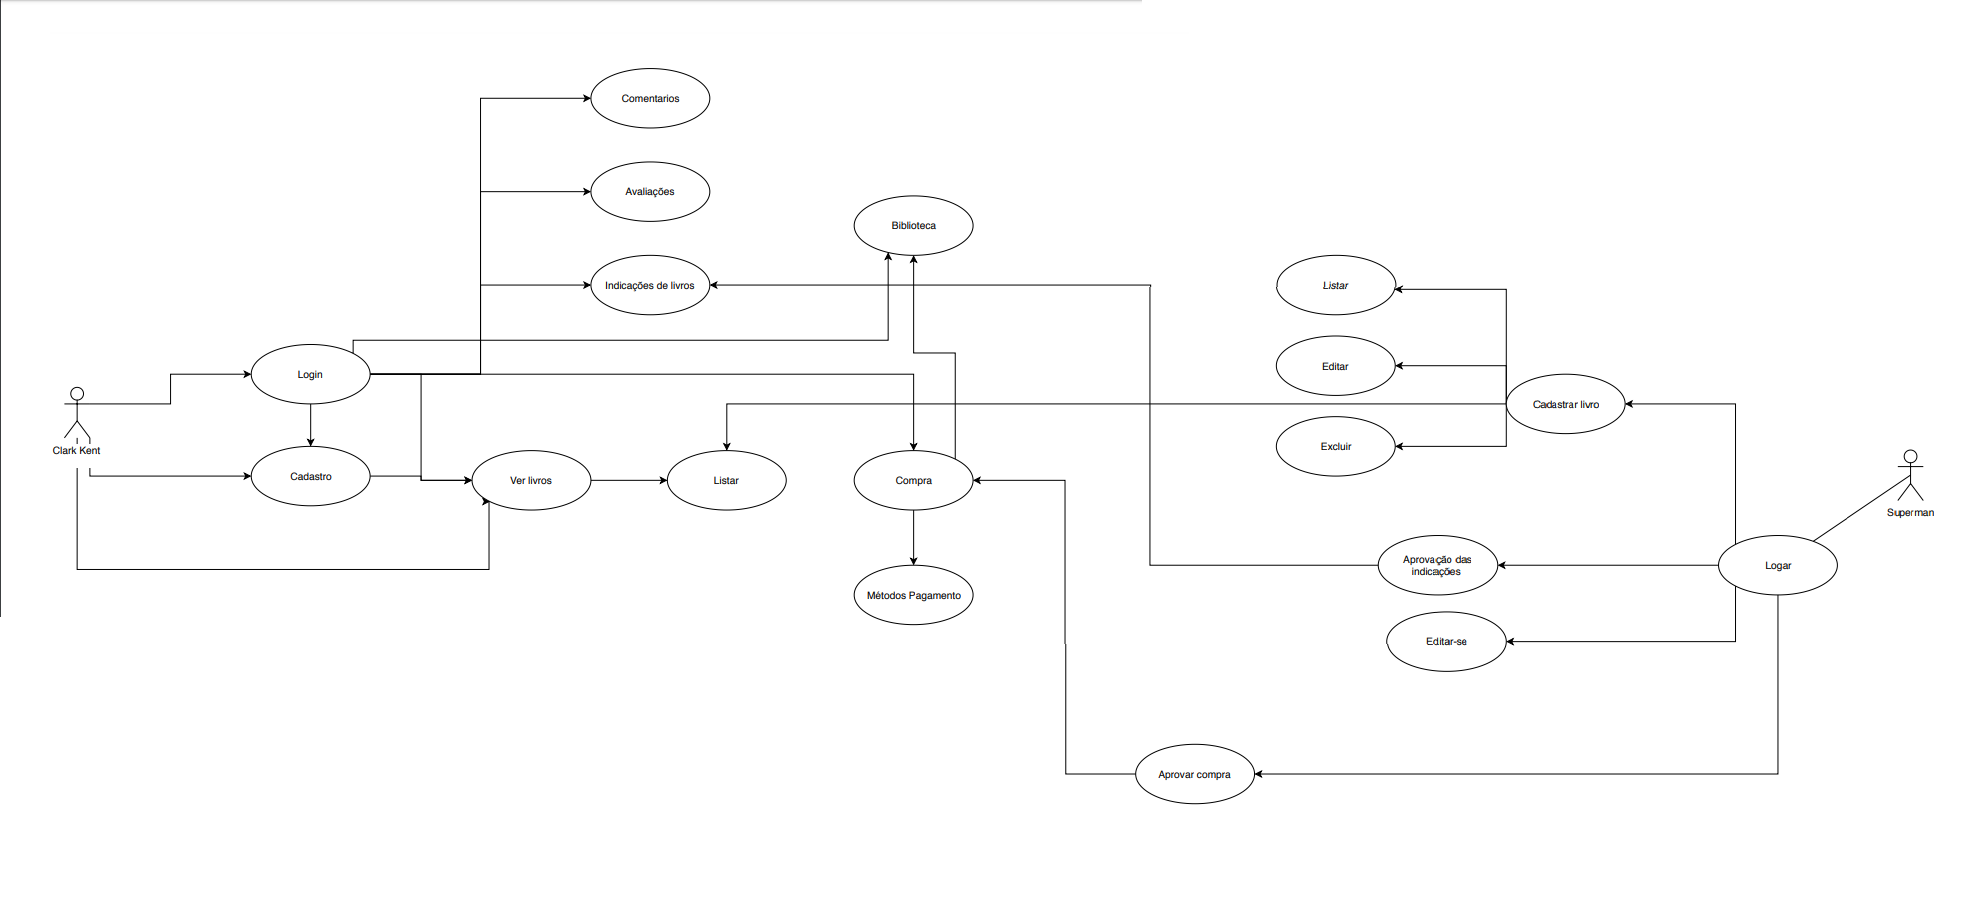 Comentarios
Avaliações
Biblioteca
Indicações de livros
Listar
Editar
Login
Cadastrar livro
Excluir
Clark Kent
Cadastro
Ver livros
Listar
Compra
Superman
Aprovação das
indicações
Logar
Métodos Pagamento
Editar-se
Aprovar compra